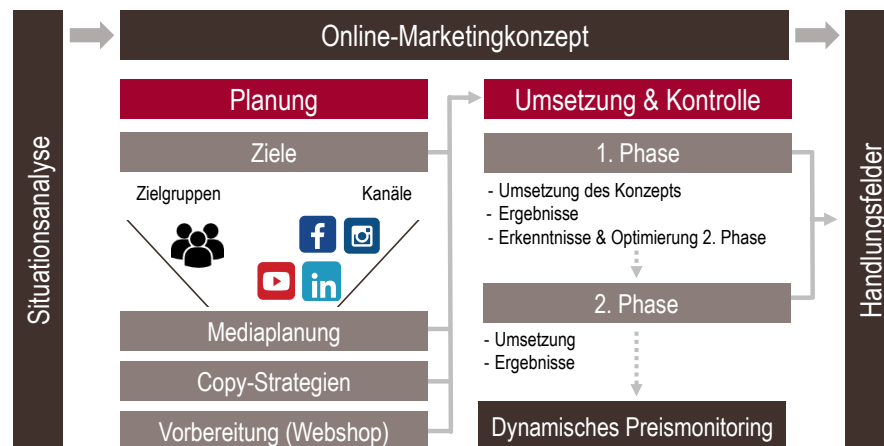 Situationsanalyse
Online-Marketingkonzept
Planung
Ziele
Zielgruppen
Kanäle
f
in
Mediaplanung
Copy-Strategien
Vorbereitung (Webshop)
Umsetzung & Kontrolle
1. Phase
- Umsetzung des Konzepts
- Ergebnisse
- Erkenntnisse & Optimierung 2. Phase
2. Phase
- Umsetzung
- Ergebnisse
Dynamisches Preismonitoring
Handlungsfelder